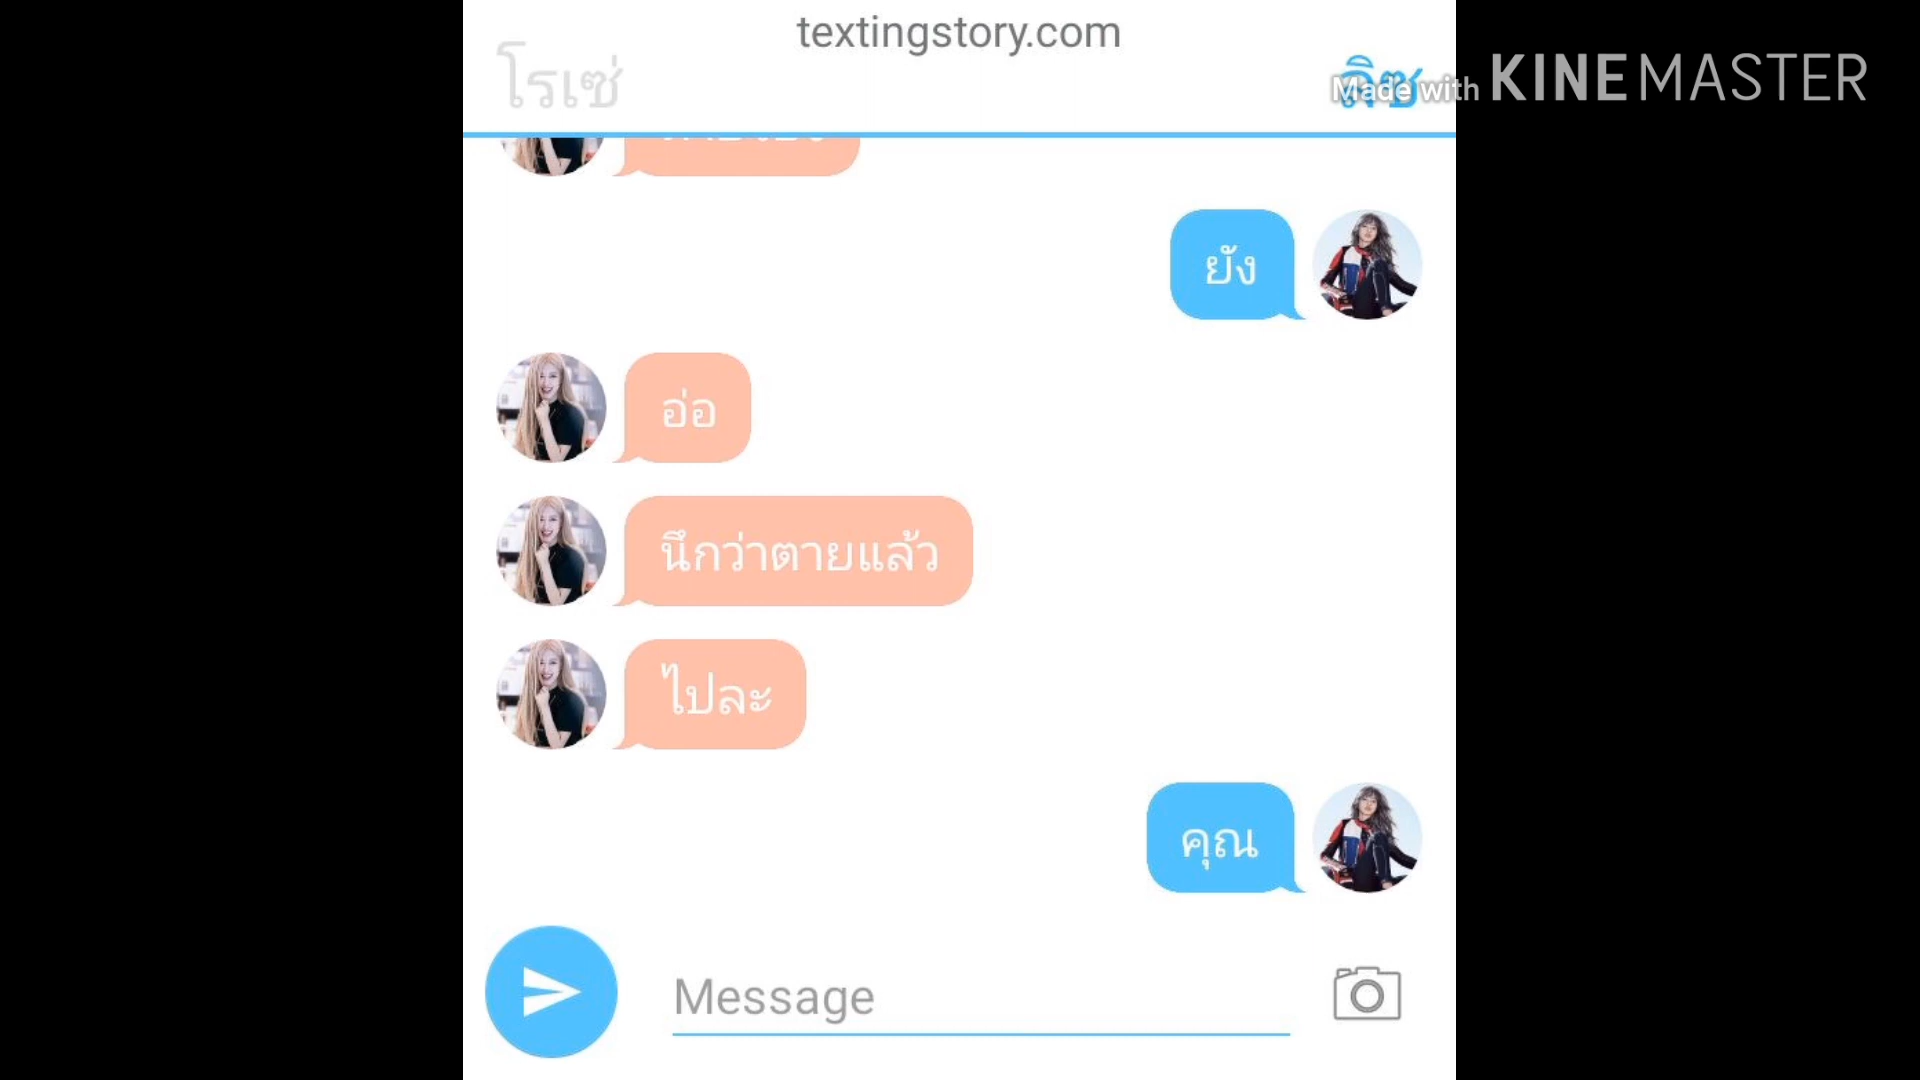 textingstory.com
โรเซ่
ลิซ
Made with KINEMASTER
ยัง
อ่อ
นึกว่าตายแล้ว
ไปละ
คุณ
Message